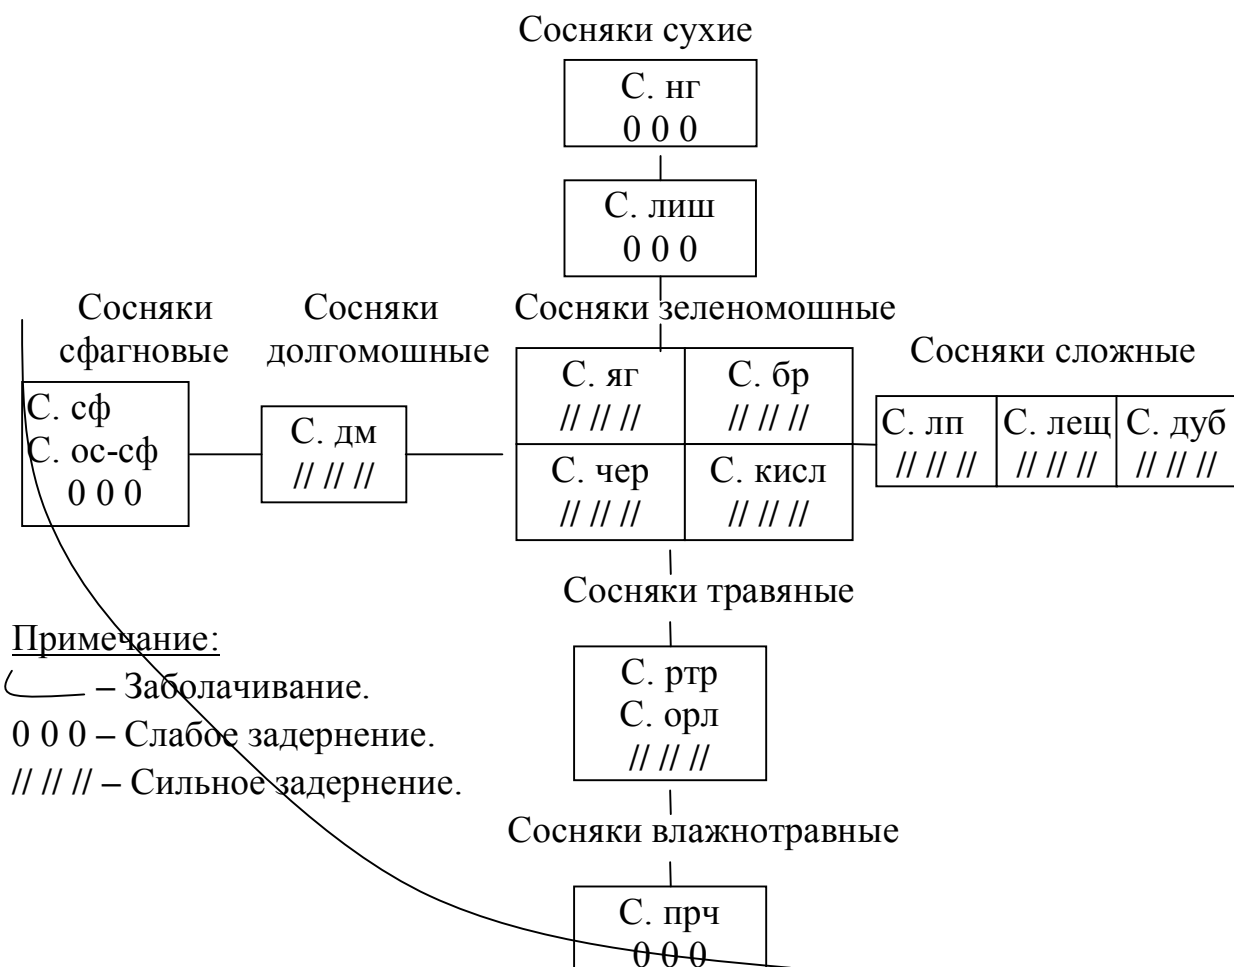 Сосняки сухие
С. нг
0 0 0
С. лиш
0 0 0
Сосняки
сфагновые
С. сф
С. ос-сф
0 0 0
Сосняки
долгомошные
С. дм
// // //
Сосняки зеленомошные
С. яг
// // //
С. бр
// // //
С. чер
// // //
С. кисл
// // //
Сосняки сложные
С. лп
// // //
С. лещ
// // //
С. дуб
// // //
Сосняки травяные
С. ртр
С. орл
// // //
Сосняки влажнотравные
С. прч
0 0 0
Примечание:
– Заболачивание.
0 0 0 – Слабое задернение.
// // // – Сильное задернение.